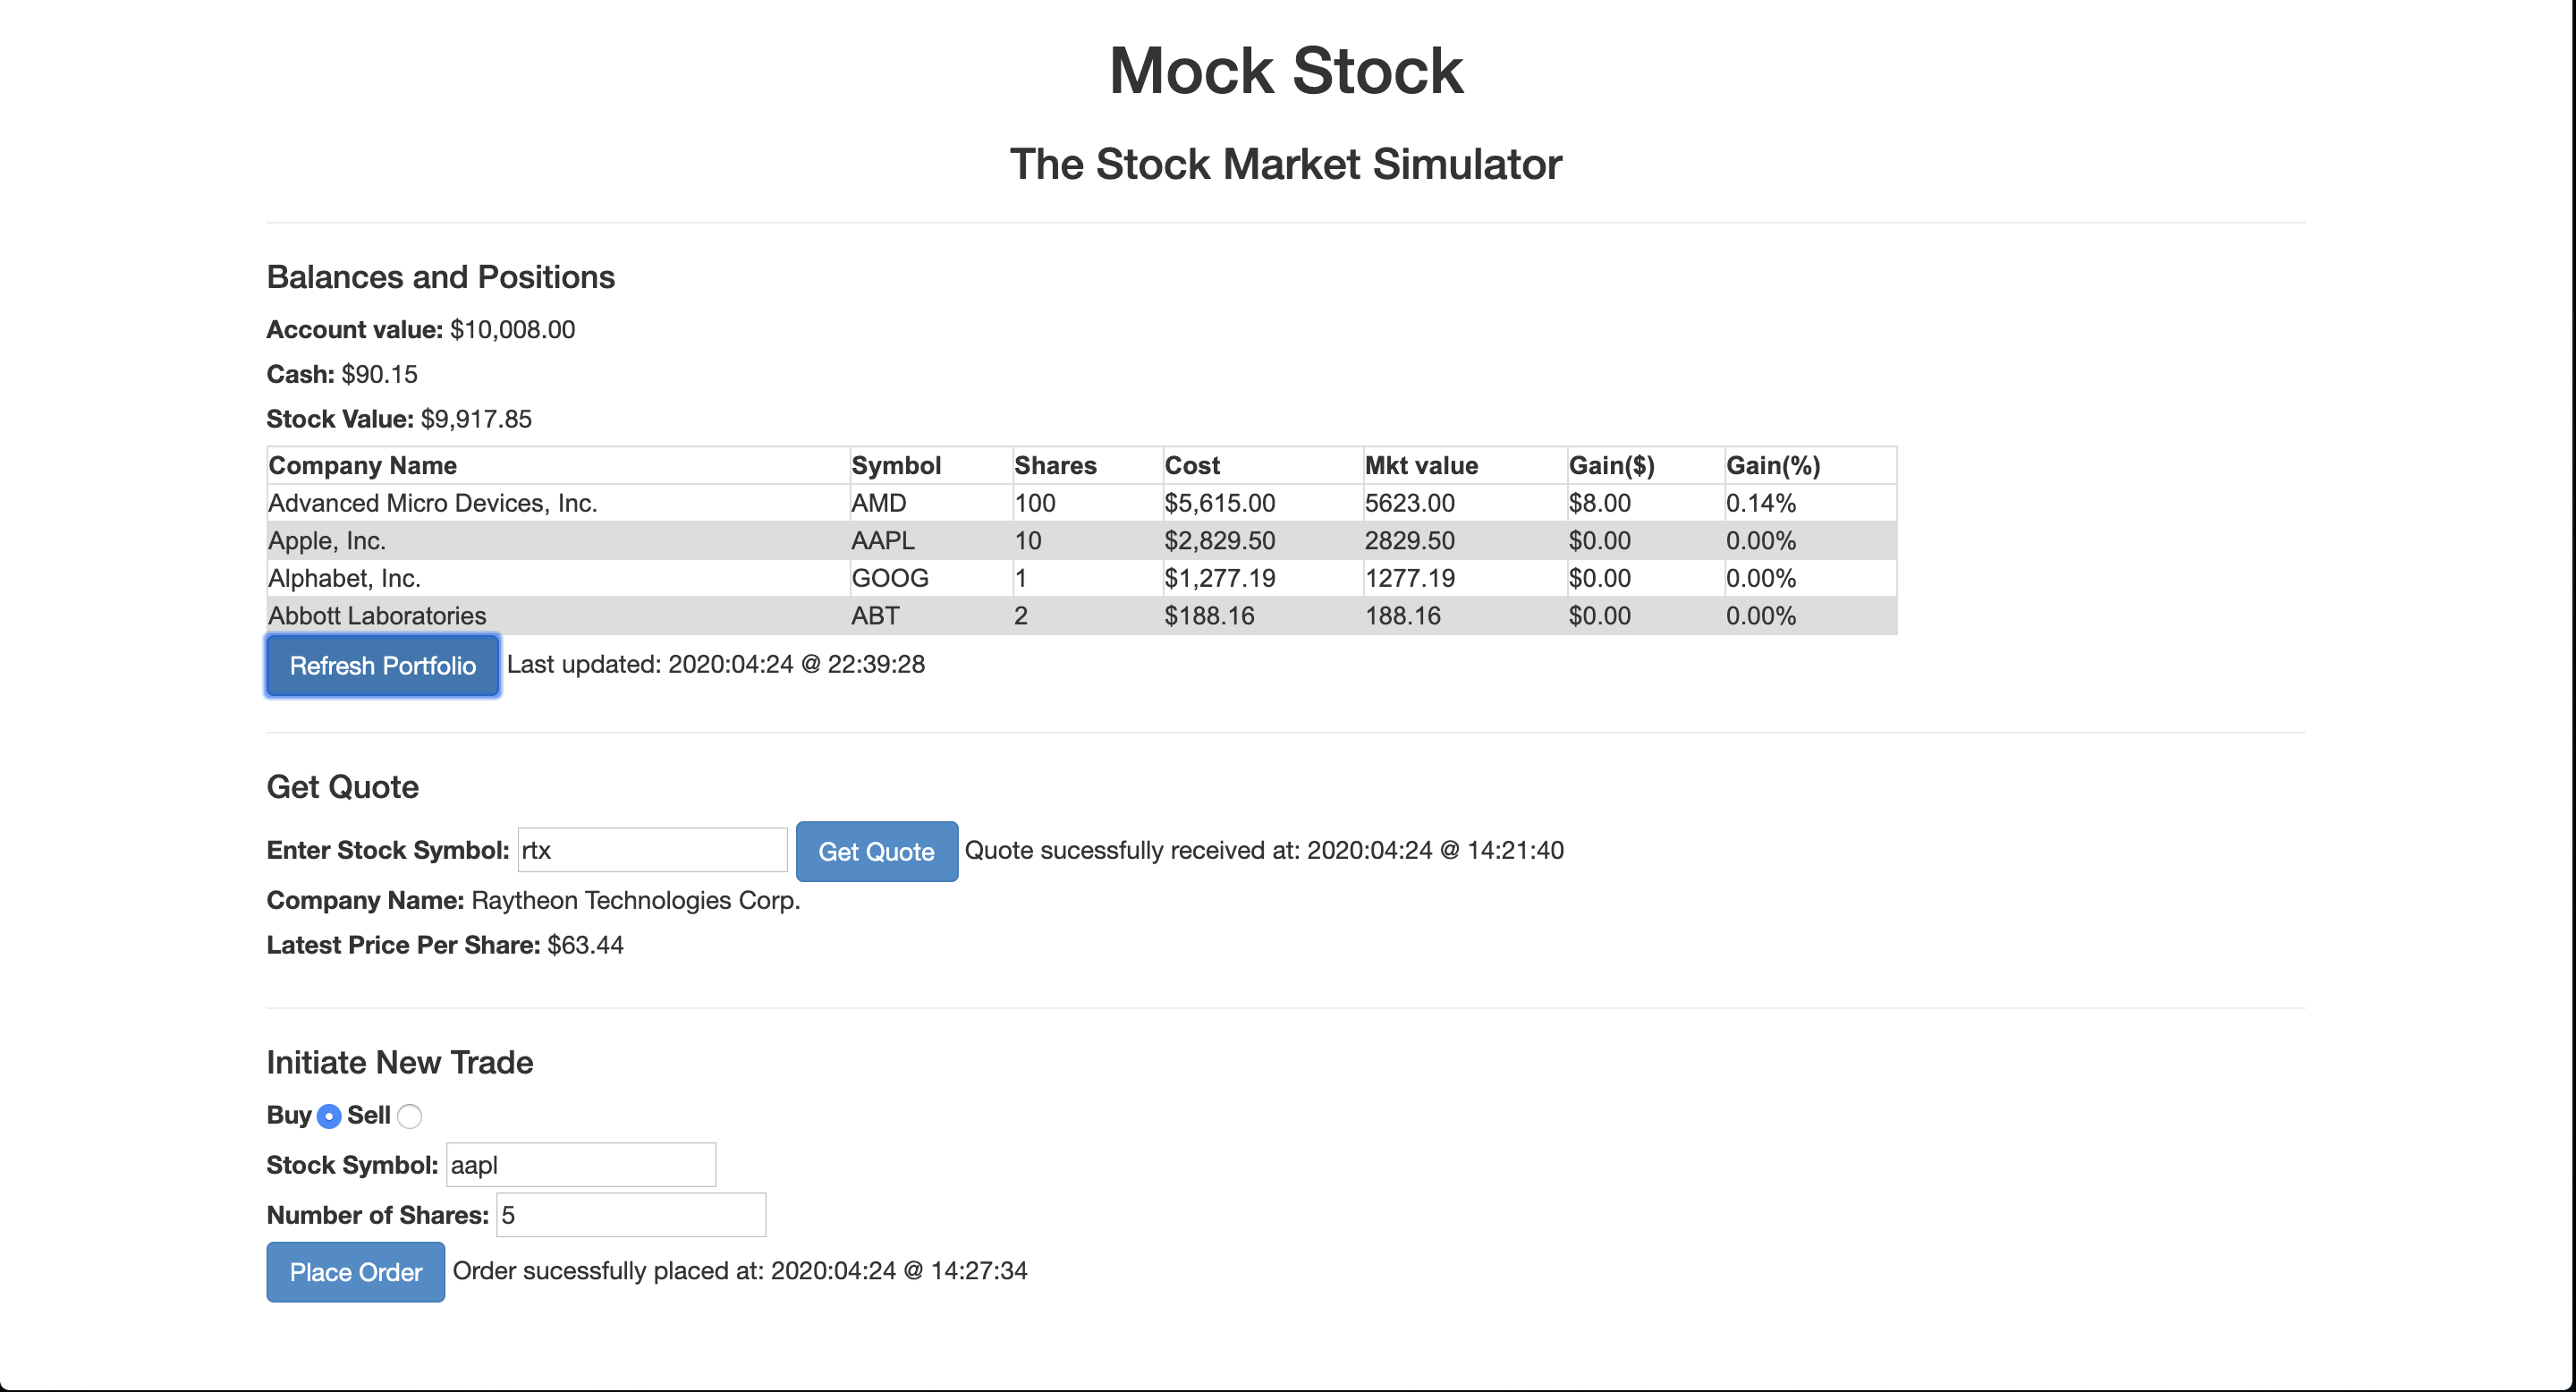 Mock Stock
The Stock Market Simulator
Balances and Positions
Account value: $10,008.00
Cash: $90.15
Stock Value: $9,917.85
Company Name Symbol Shares Cost Mkt value Gain($) Gain(%)
Advanced Micro Devices, Inc. AMD 100 $5,615.00 5623.00 $8.00 0.14%
Apple, Inc. AAPL 10 $2,829.50 2829.50 $0.00 0.00%
Alphabet, Inc. GOOG 1 $1,277.19 1277.19 $0.00 0.00%
Abbott Laboratories ABT 2 $188.16 188.16 $0.00 0.00%
Refresh Portfolio Last updated: 2020:04:24 @ 22:39:28
Get Quote
Enter Stock Symbol: rtx Get Quote Quote sucessfully received at: 2020:04:24 @ 14:21:40
Company Name: Raytheon Technologies Corp.
Latest Price Per Share: $63.44
Initiate New Trade
Buy Sell
Stock Symbol: aapl
Number of Shares: 5
Place Order Order sucessfully placed at: 2020:04:24 @ 14:27:34